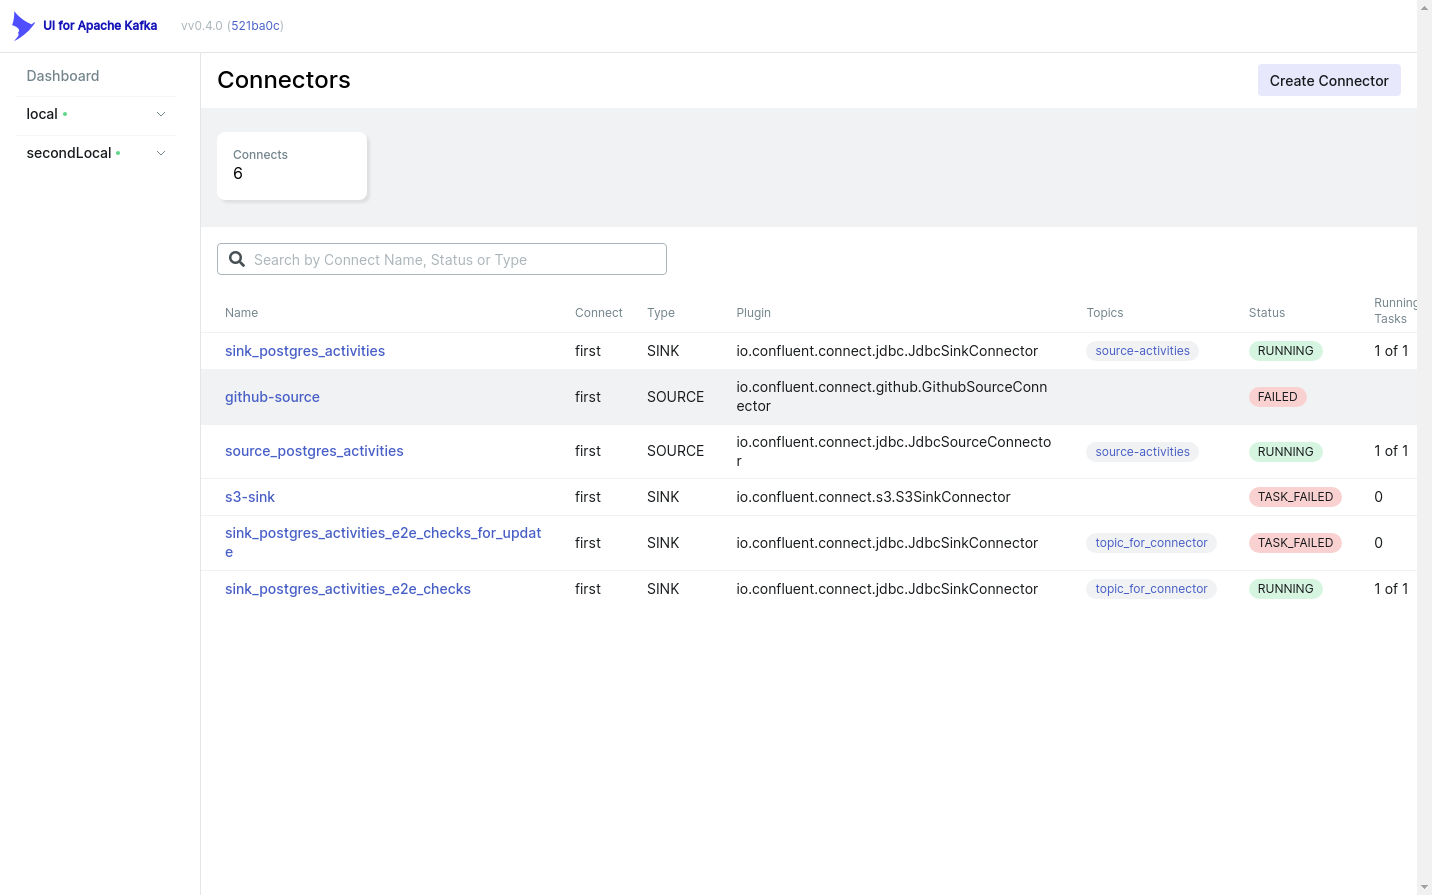 UI for Apache Kafka
vv0.4.0 (521ba0c)
Dashboard
local
secondLocal
Connectors
Create Connector
Connects
6
Search by Connect Name, Status or Type
Name Connect Type Plugin Topics Status Running Tasks
sink_postgres_activities first SINK io.confluent.connect.jdbc.JdbcSinkConnector source-activities RUNNING 1 of 1
github-source first SOURCE io.confluent.connect.github.GithubSourceConn
ector FAILED
source_postgres_activities first SOURCE io.confluent.connect.jdbc.JdbcSourceConnecto
r source-activities RUNNING 1 of 1
s3-sink first SINK io.confluent.connect.s3.S3SinkConnector TASK_FAILED 0
sink_postgres_activities_e2e_checks_for_updat
e first SINK io.confluent.connect.jdbc.JdbcSinkConnector topic_for_connector TASK_FAILED 0
sink_postgres_activities_e2e_checks first SINK io.confluent.connect.jdbc.JdbcSinkConnector topic_for_connector RUNNING 1 of 1